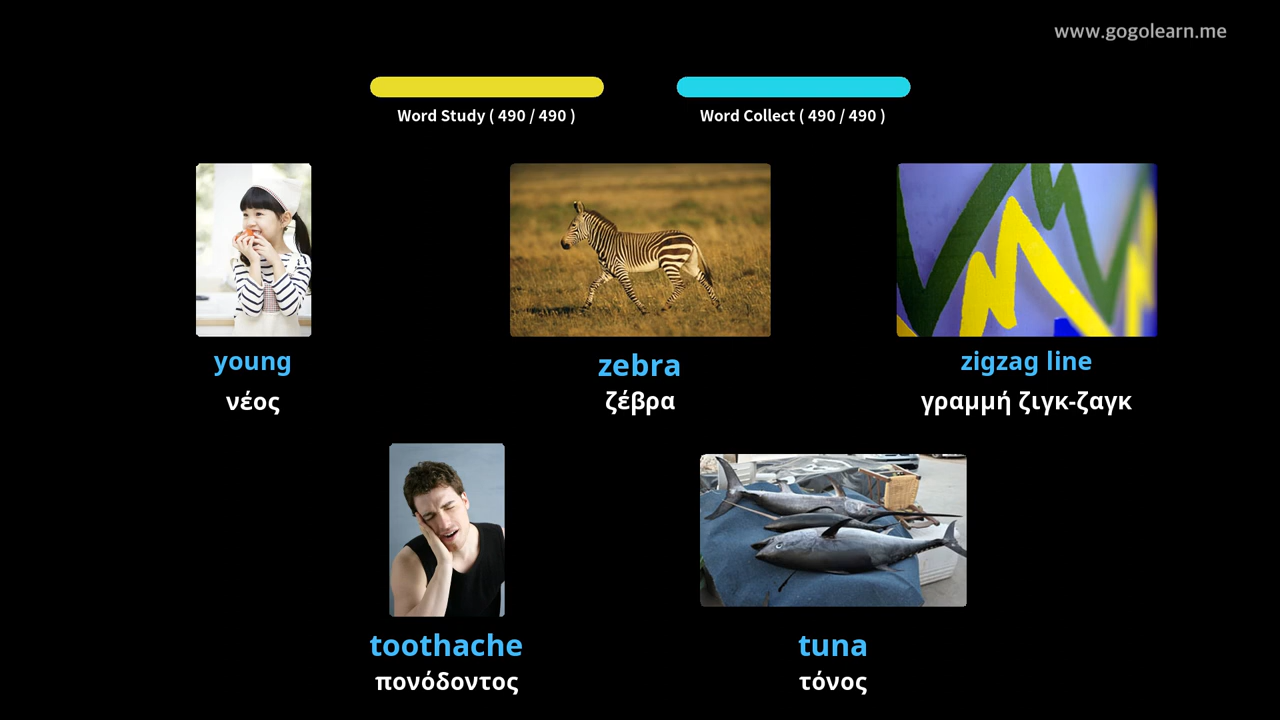 www.gogolearn.me
Word Study ( 490 / 490 )
Word Collect ( 490 / 490 )
young
νέος
zebra
ζέβρα
zigzag line
γραμμή ζιγκ-ζαγκ
toothache
πονόδοντος
tuna
τόνος